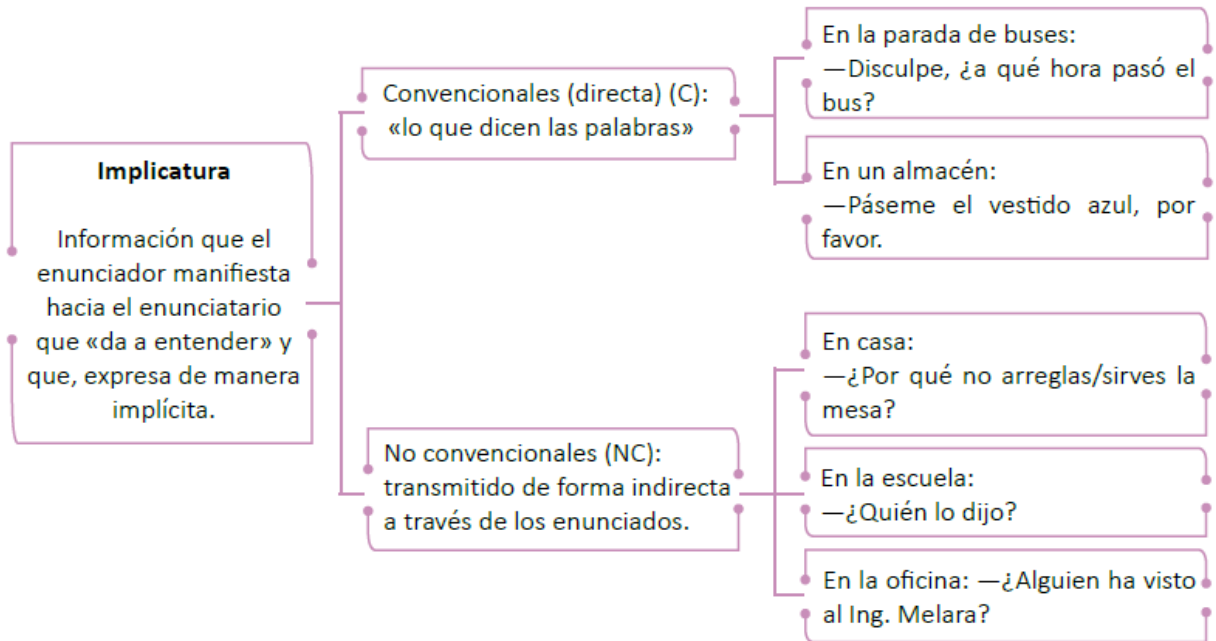 Implicatura
Información que el
enunciador manifiesta
hacia el enunciatario
que «da a entender» y
que, expresa de manera
implícita.
Convencionales (directa) (C):
«lo que dicen las palabras»
En la parada de buses:
—Disculpe, ¿a qué hora pasó el
bus?
En un almacén:
—Páseme el vestido azul, por
favor.
No convencionales (NC):
transmitido de forma indirecta
a través de los enunciados.
En casa:
—¿Por qué no arreglas/sirves la
mesa?
En la escuela:
—¿Quién lo dijo?
En la oficina: —¿Alguien ha visto
al Ing. Melara?